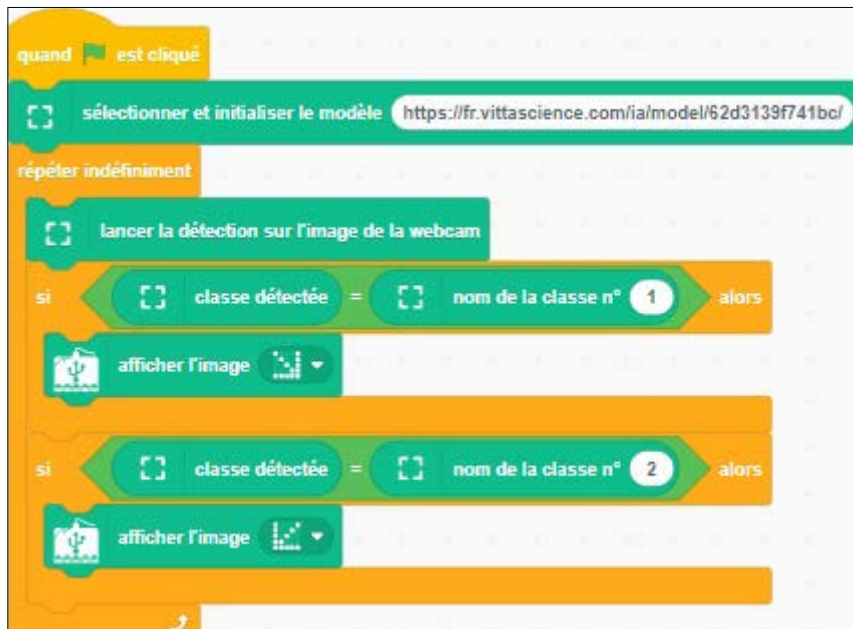 quand est cliqué
sélectionner et initialiser le modèle https://fr.vittascience.com/ia/model/62d3139f741bc/
répéter indéfiniment
lancer la détection sur l'image de la webcam
si classe détectée = nom de la classe n° 1 alors
afficher l'image
si classe détectée = nom de la classe n° 2 alors
afficher l'image